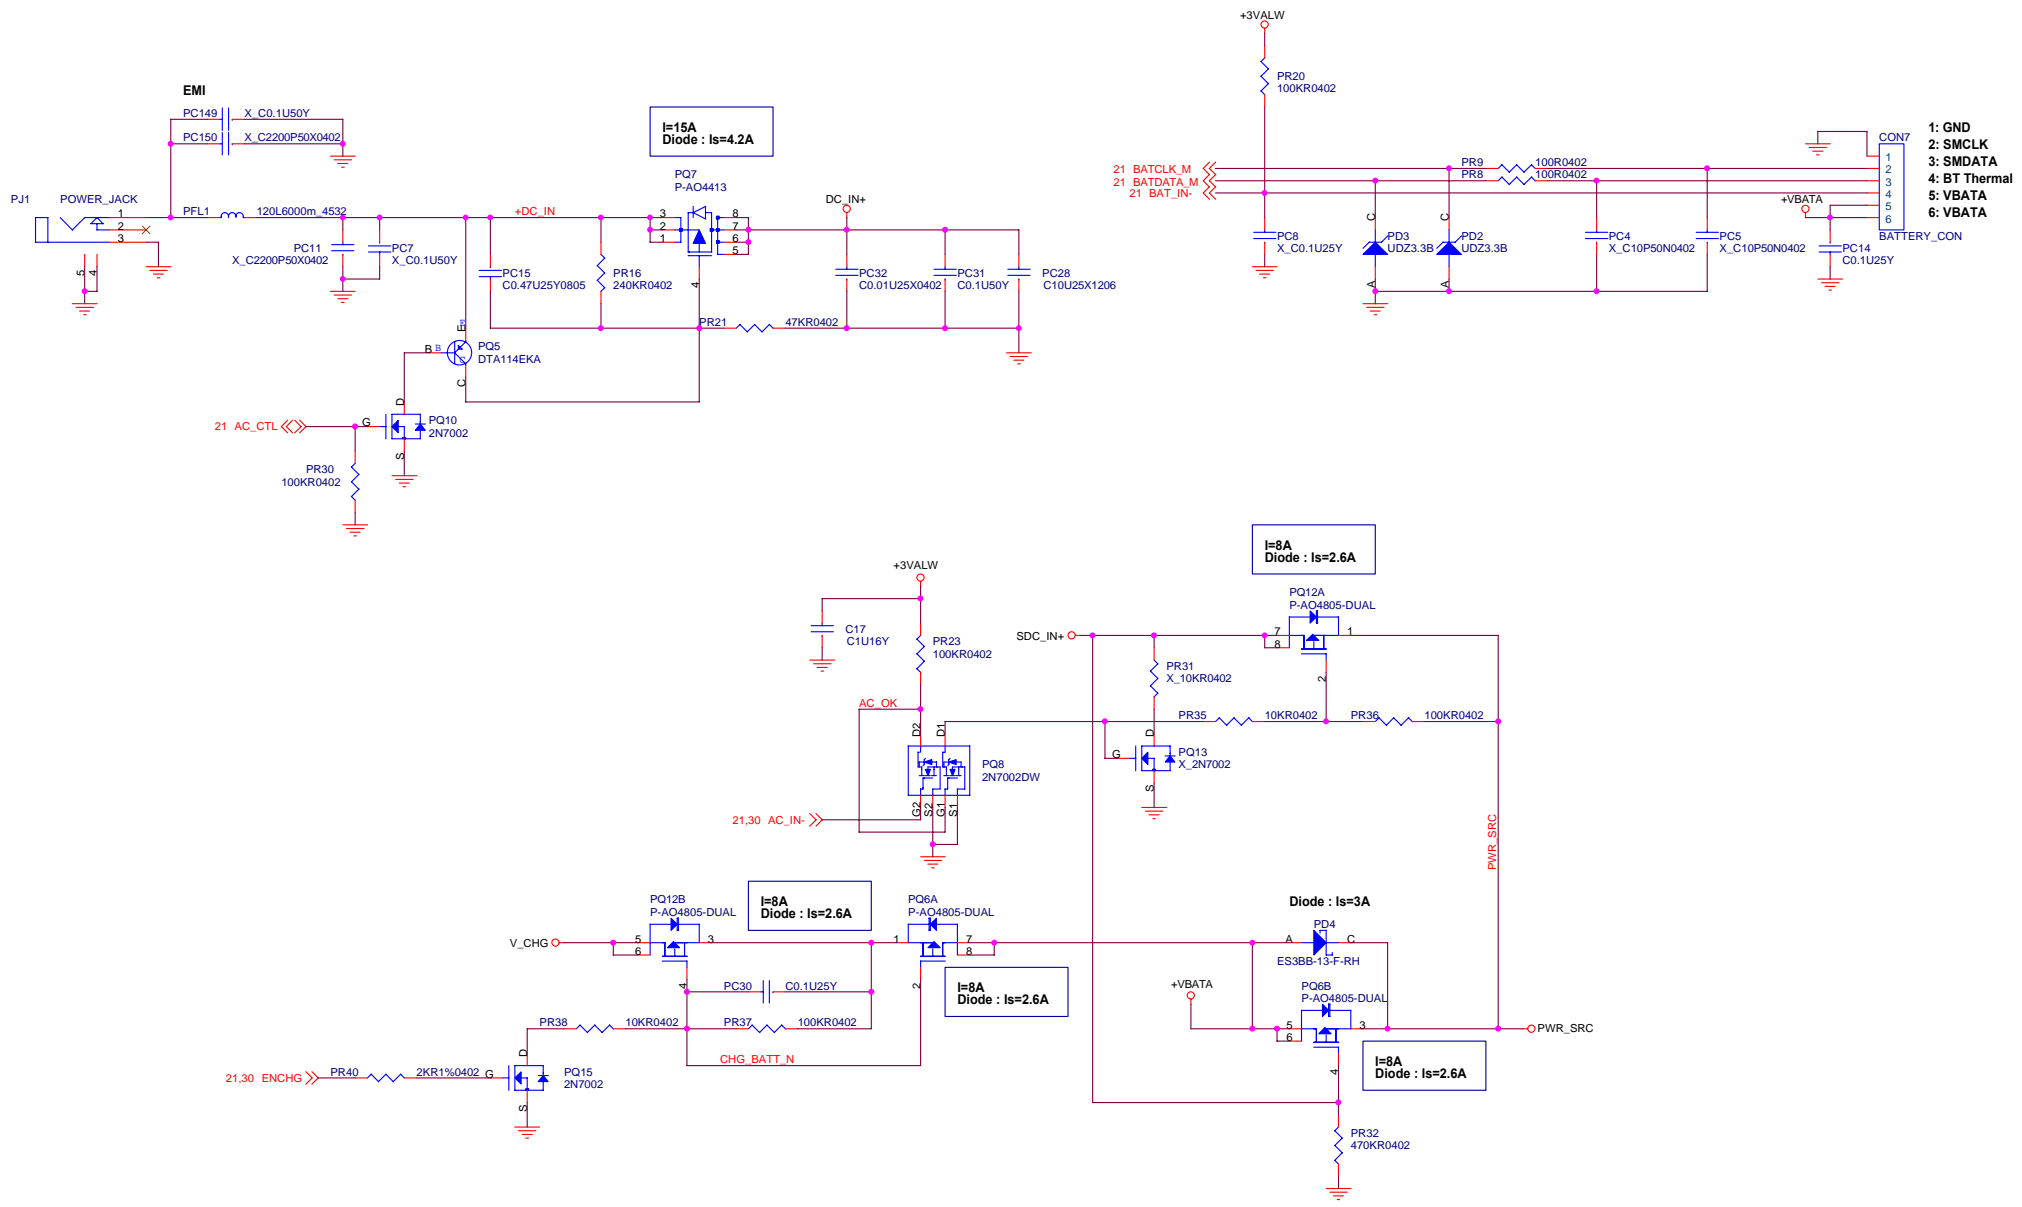 EMI
PC149 X_C0.1U50Y
PC150 X_C2200P50X0402
PJ1 POWER_JACK
1
2
3
5
4
PFL1 120L6000m_4532
PC11
X_C2200P50X0402
PC7
X_C0.1U50Y
+DC_IN
I=15A
Diode : Is=4.2A
PQ7
P-AO4413
3
2
1
8
7
6
5
4
DC_IN+
PC15
C0.47U25Y0805
PR16
240KR0402
PC32
C0.01U25X0402
PC31
C0.1U50Y
PC28
C10U25X1206
PR21 47KR0402
E
B B
C
PQ5
DTA114EKA
D
G
S
PQ10
2N7002
21 AC_CTL
PR30
100KR0402
+3VALW
PR20
100KR0402
21 BATCLK_M
21 BATDATA_M
21 BAT_IN-
PR9 100R0402
PR8 100R0402
PC8
X_C0.1U25Y
C
PD3
UDZ3.3B
A
C
PD2
UDZ3.3B
A
PC4
X_C10P50N0402
PC5
X_C10P50N0402
+VBATA
PC14
C0.1U25Y
CON7
1
2
3
4
5
6
BATTERY_CON
1: GND
2: SMCLK
3: SMDATA
4: BT Thermal
5: VBATA
6: VBATA
+3VALW
C17
C1U16Y
PR23
100KR0402
AC_OK
D2
D1
PQ8
2N7002DW
G2
S2
G1
S1
21,30 AC_IN-
I=8A
Diode : Is=2.6A
PQ12A
P-AO4805-DUAL
SDC_IN+
7
8
1
2
PR31
X_10KR0402
PR35 10KR0402
PR36 100KR0402
D
G
S
PQ13
X_2N7002
PWR_SRC
PQ12B
P-AO4805-DUAL
I=8A
Diode : Is=2.6A
PQ6A
P-AO4805-DUAL
V_CHG
5
6
3
4
1
7
8
2
PC30 C0.1U25Y
I=8A
Diode : Is=2.6A
PR38 10KR0402
PR37 100KR0402
CHG_BATT_N
21,30 ENCHG
PR40 2KR1%0402
D
G
S
PQ15
2N7002
Diode : Is=3A
PD4
A C
ES3BB-13-F-RH
+VBATA
PQ6B
P-AO4805-DUAL
5
6
3
4
PWR_SRC
I=8A
Diode : Is=2.6A
PR32
470KR0402